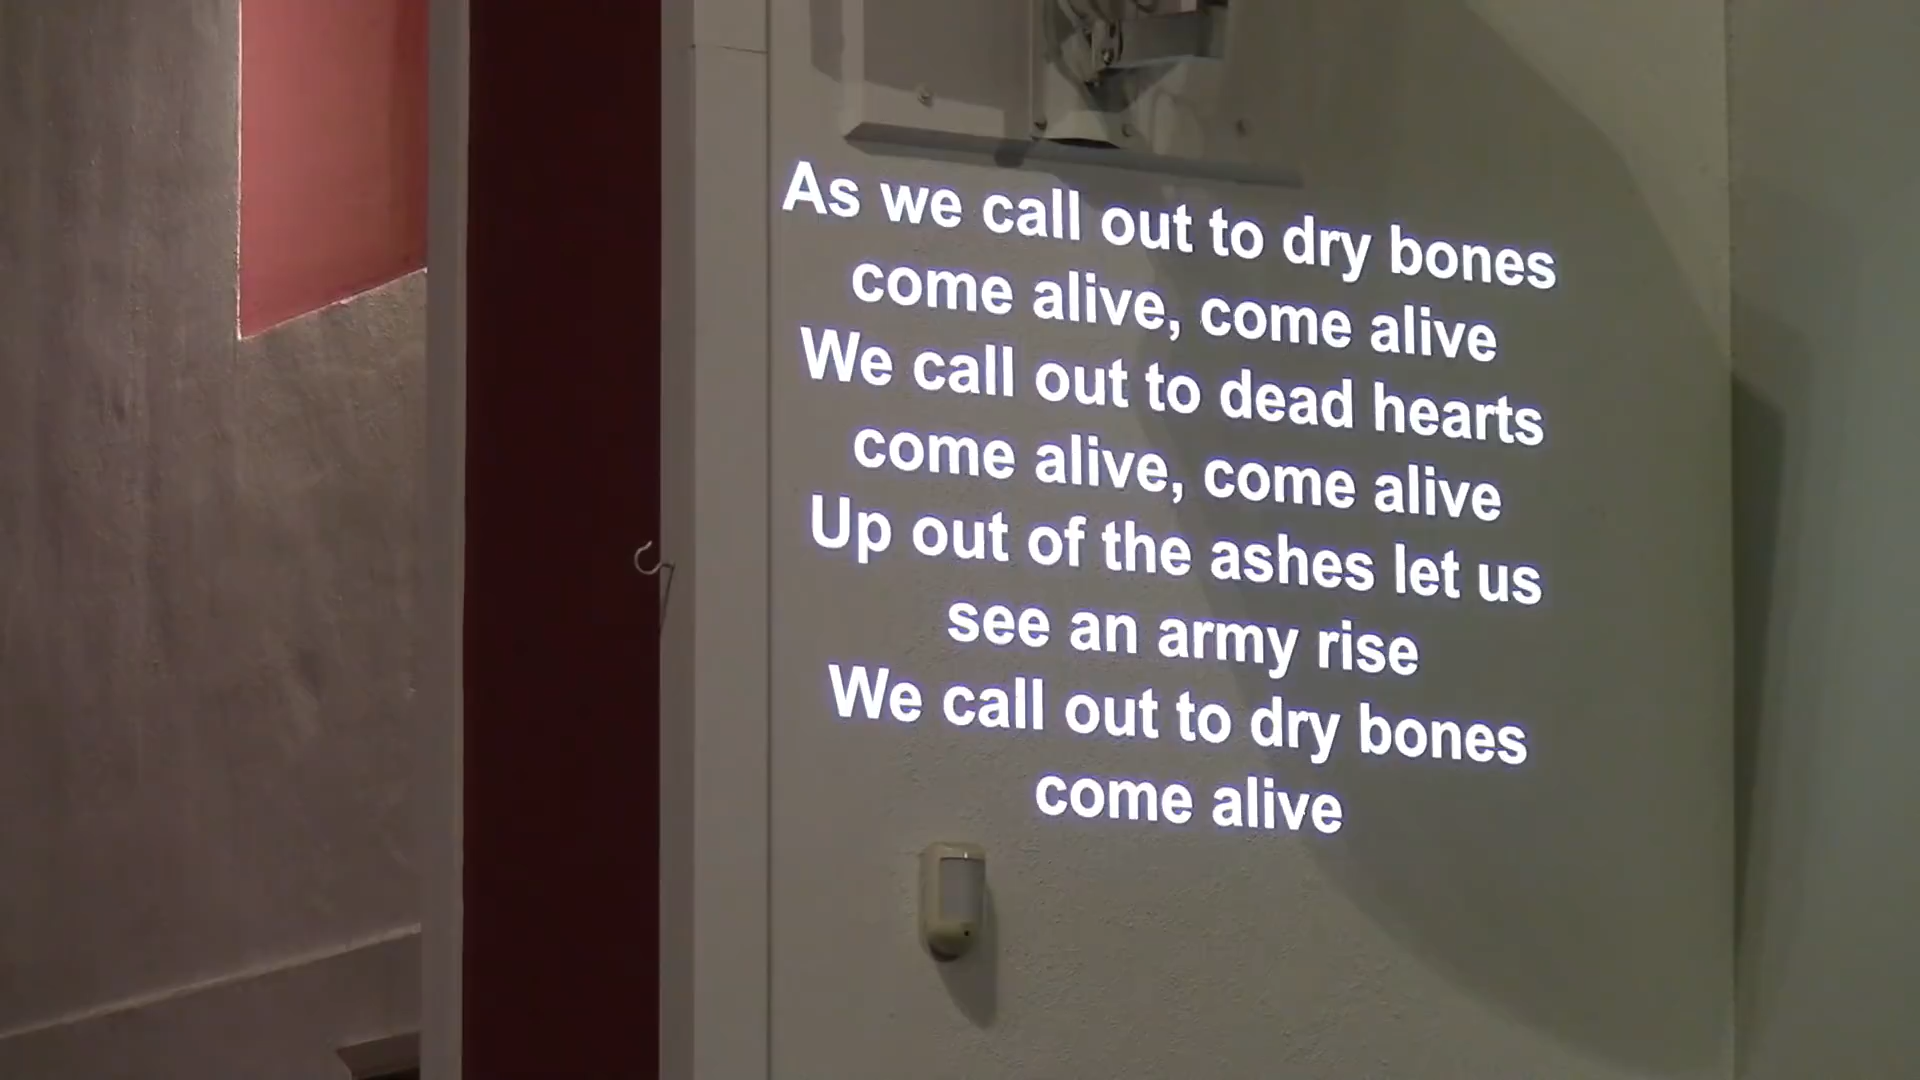 As we call out to dry bones
come alive, come alive
We call out to dead hearts
come alive, come alive
Up out of the ashes let us
see an army rise
We call out to dry bones
come alive